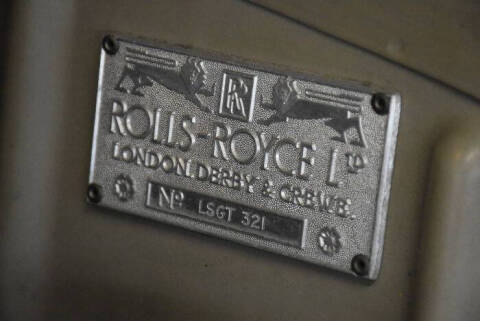 RR
ROLLS-ROYCE LTD
LONDON, DERBY & CREWE.
No LSGT 321